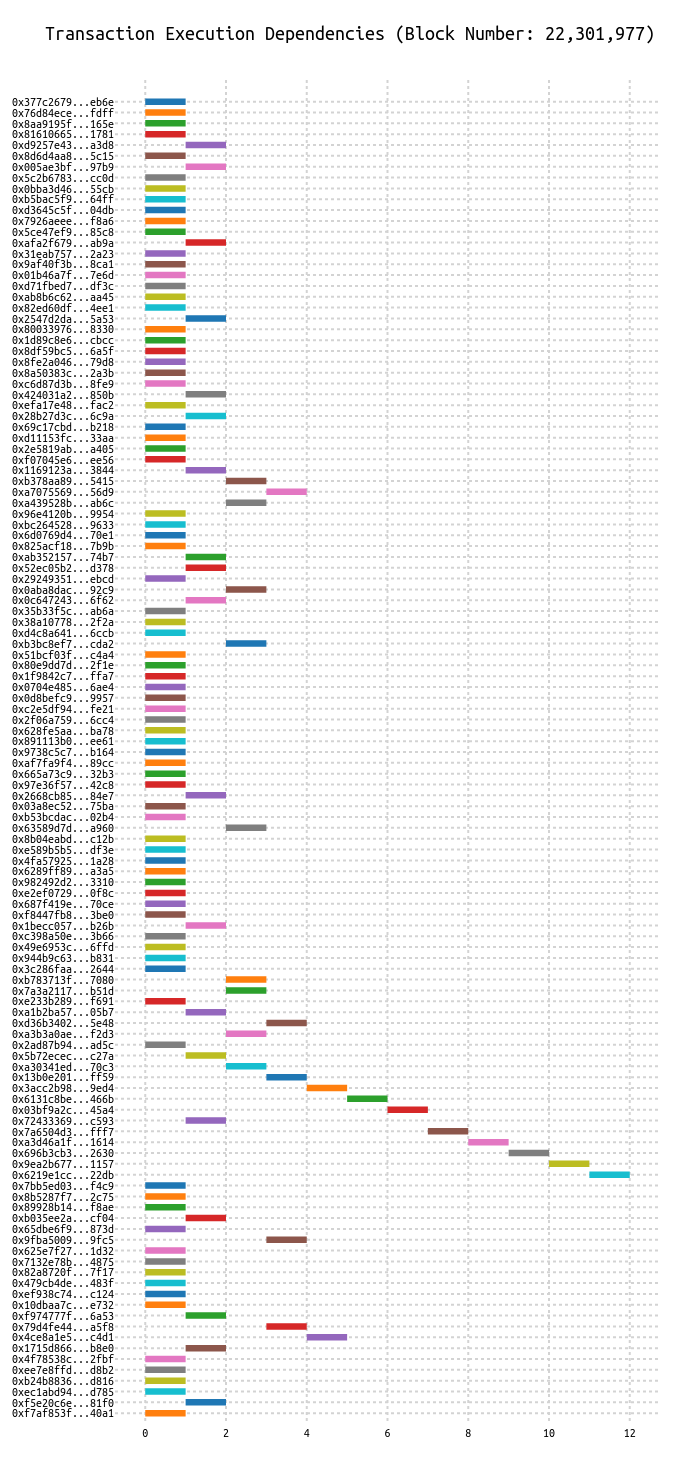 Transaction Execution Dependencies (Block Number: 22,301,977)
0x377c2679...eb6e
0x76d84ece...fdff
0x8aa9195f...165e
0x81610665...1781
0xd9257e43...a3d8
0x8d6d4aa8...5c15
0x005ae3bf...97b9
0x5c2b6783...cc0d
0x0bba3d46...55cb
0xb5bac5f9...64ff
0xd3645c5f...04db
0x7926aeee...f8a6
0x5ce47ef9...85c8
0xafa2f679...ab9a
0x31eab757...2a23
0x9af40f3b...8ca1
0x01b46a7f...7e6d
0xd71fbed7...df3c
0xab8b6c62...aa45
0x82ed60df...4ee1
0x2547d2da...5a53
0x80033976...8330
0x1d89c8e6...cbcc
0x8df59bc5...6a5f
0x8fe2a046...79d8
0x8a50383c...2a3b
0xc6d87d3b...8fe9
0x424031a2...850b
0xefa17e48...fac2
0x28b27d3c...6c9a
0x69c17cbd...b218
0xd11153fc...33aa
0x2e5819ab...a405
0xf07045e6...ee56
0x1169123a...3844
0xb378aa89...5415
0xa7075569...56d9
0xa439528b...ab6c
0x96e4120b...9954
0xbc264528...9633
0x6d0769d4...70e1
0x825acf18...7b9b
0xab352157...74b7
0x52ec05b2...d378
0x29249351...ebcd
0x0aba8dac...92c9
0x0c647243...6f62
0x35b33f5c...ab6a
0x38a10778...2f2a
0xd4c8a641...6ccb
0xb3bc8ef7...cda2
0x51bcf03f...c4a4
0x80e9dd7d...2f1e
0x1f9842c7...ffa7
0x0704e485...6ae4
0x0d8befc9...9957
0xc2e5df94...fe21
0x2f06a759...6cc4
0x628fe5aa...ba78
0x891113b0...ee61
0x9738c5c7...b164
0xaf7fa9f4...89cc
0x665a73c9...32b3
0x97e36f57...42c8
0x2668cb85...84e7
0x03a8ec52...75ba
0xb53bcdac...02b4
0x63589d7d...a960
0x8b04eabd...c12b
0xe589b5b5...df3e
0x4fa57925...1a28
0x6289ff89...a3a5
0x982492d2...3310
0xe2ef0729...0f8c
0x687f419e...70ce
0xf8447fb8...3be0
0x1becc057...b26b
0xc398a50e...3b66
0x49e6953c...6ffd
0x944b9c63...b831
0x3c286faa...2644
0xb783713f...7080
0x7a3a2117...b51d
0xe233b289...f691
0xa1b2ba57...05b7
0xd36b3402...5e48
0xa3b3a0ae...f2d3
0x2ad87b94...ad5c
0x5b72ecec...c27a
0xa30341ed...70c3
0x13b0e201...ff59
0x3acc2b98...9ed4
0x6131c8be...466b
0x03bf9a2c...45a4
0x72433369...c593
0x7a6504d3...fff7
0xa3d46a1f...1614
0x696b3cb3...2630
0x9ea2b677...1157
0x6219e1cc...22db
0x7bb5ed03...f4c9
0x8b5287f7...2c75
0x89928b14...f8ae
0xb035ee2a...cf04
0x65dbe6f9...873d
0x9fba5009...9fc5
0x625e7f27...1d32
0x7132e78b...4875
0x82a8720f...7f17
0x479cb4de...483f
0xef938c74...c124
0x10dbaa7c...e732
0xf974777f...6a53
0x79d4fe44...a5f8
0x4ce8a1e5...c4d1
0x1715d866...b8e0
0x4f78538c...2fbf
0xee7e8ffd...d8b2
0xb24b8836...d816
0xec1abd94...d785
0xf5e20c6e...81f0
0xf7af853f...40a1
0 2 4 6 8 10 12